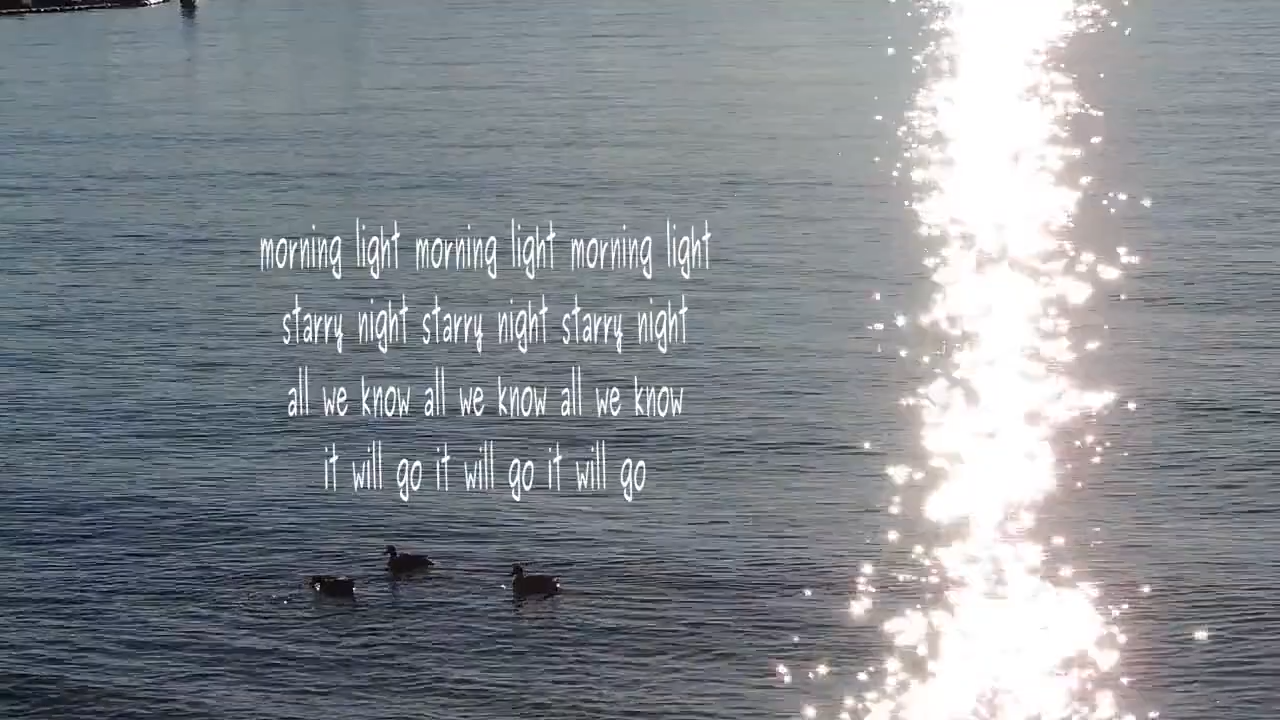 morning light morning light morning light
starry night starry night starry night
all we know all we know all we know
it will go it will go it will go